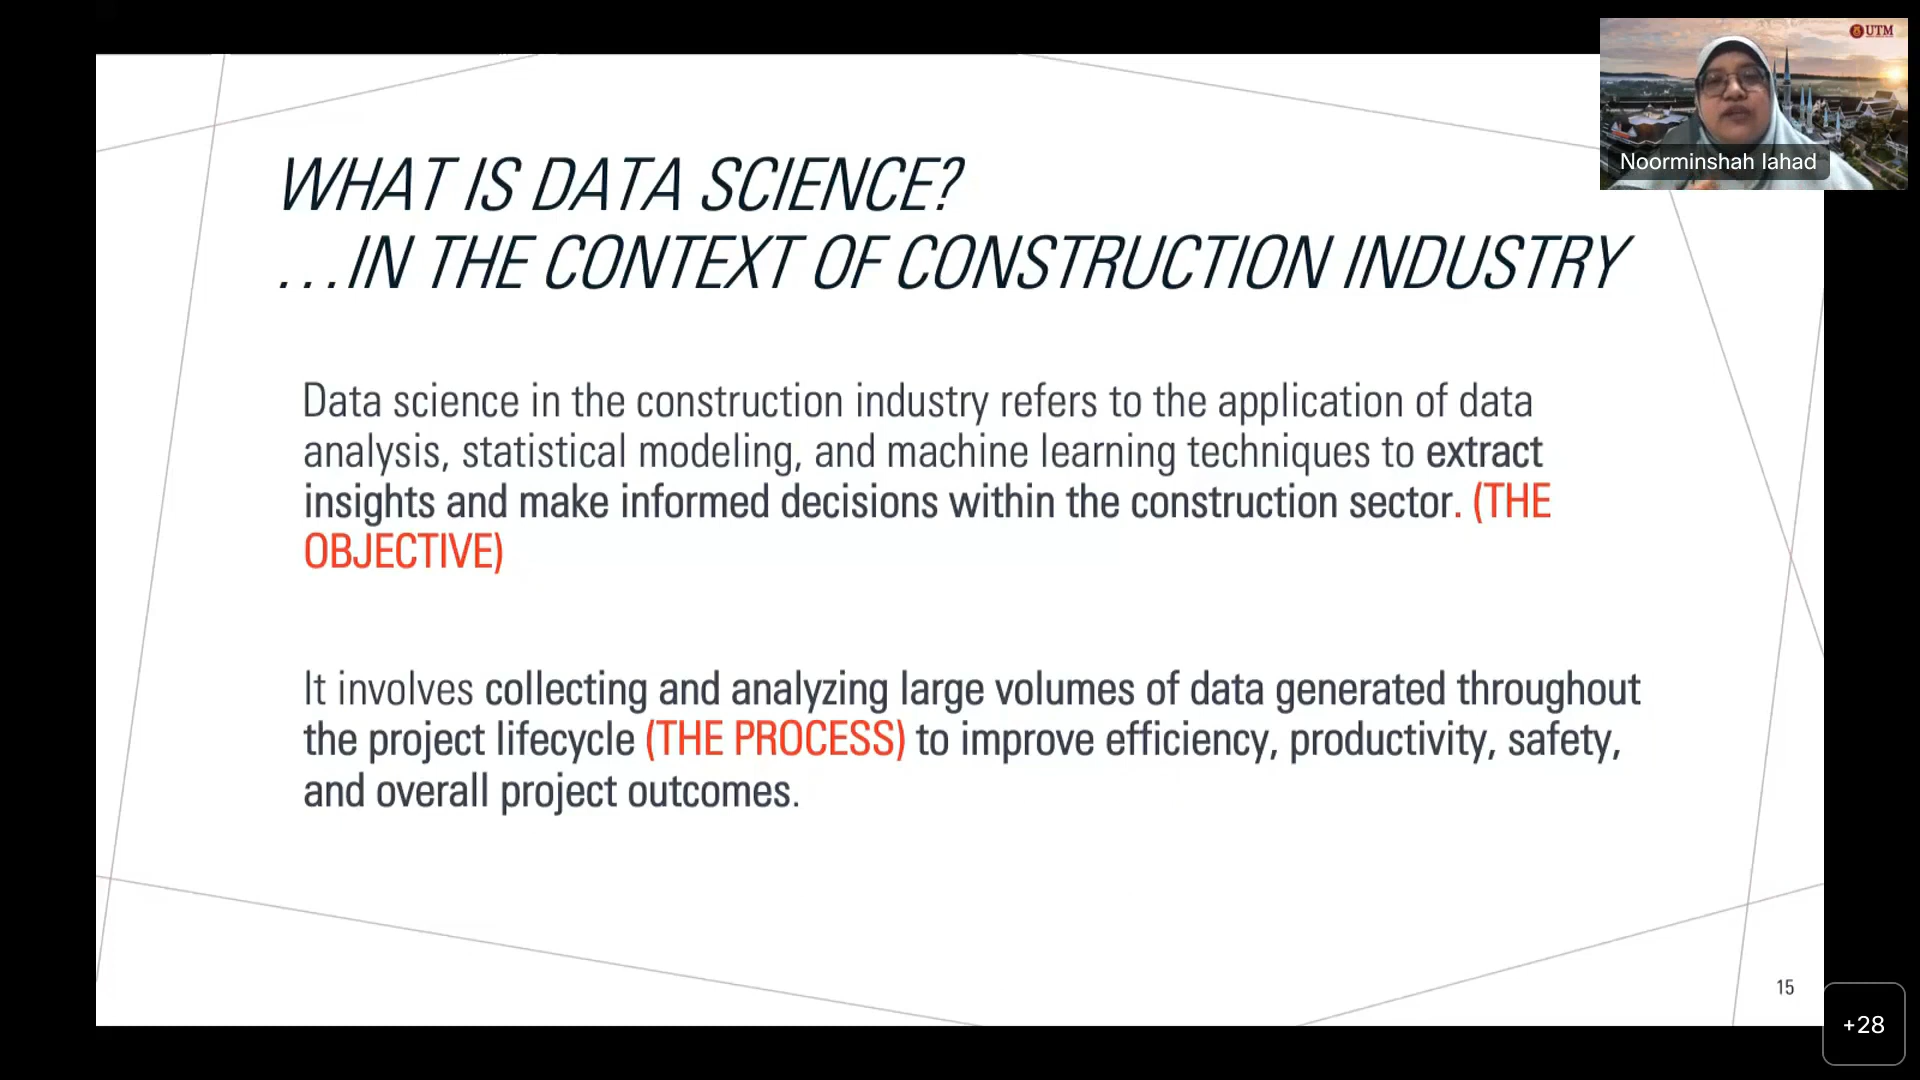 UTM
Noorminshah Iahad
WHAT IS DATA SCIENCE?
...IN THE CONTEXT OF CONSTRUCTION INDUSTRY
Data science in the construction industry refers to the application of data
analysis, statistical modeling, and machine learning techniques to extract
insights and make informed decisions within the construction sector. (THE
OBJECTIVE)
It involves collecting and analyzing large volumes of data generated throughout
the project lifecycle (THE PROCESS) to improve efficiency, productivity, safety,
and overall project outcomes.
15
+28